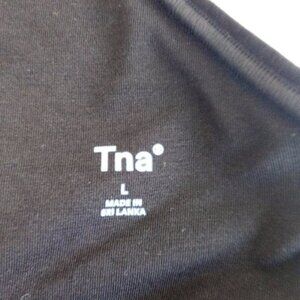 Tna°
L
MADE IN
SRI LANKA